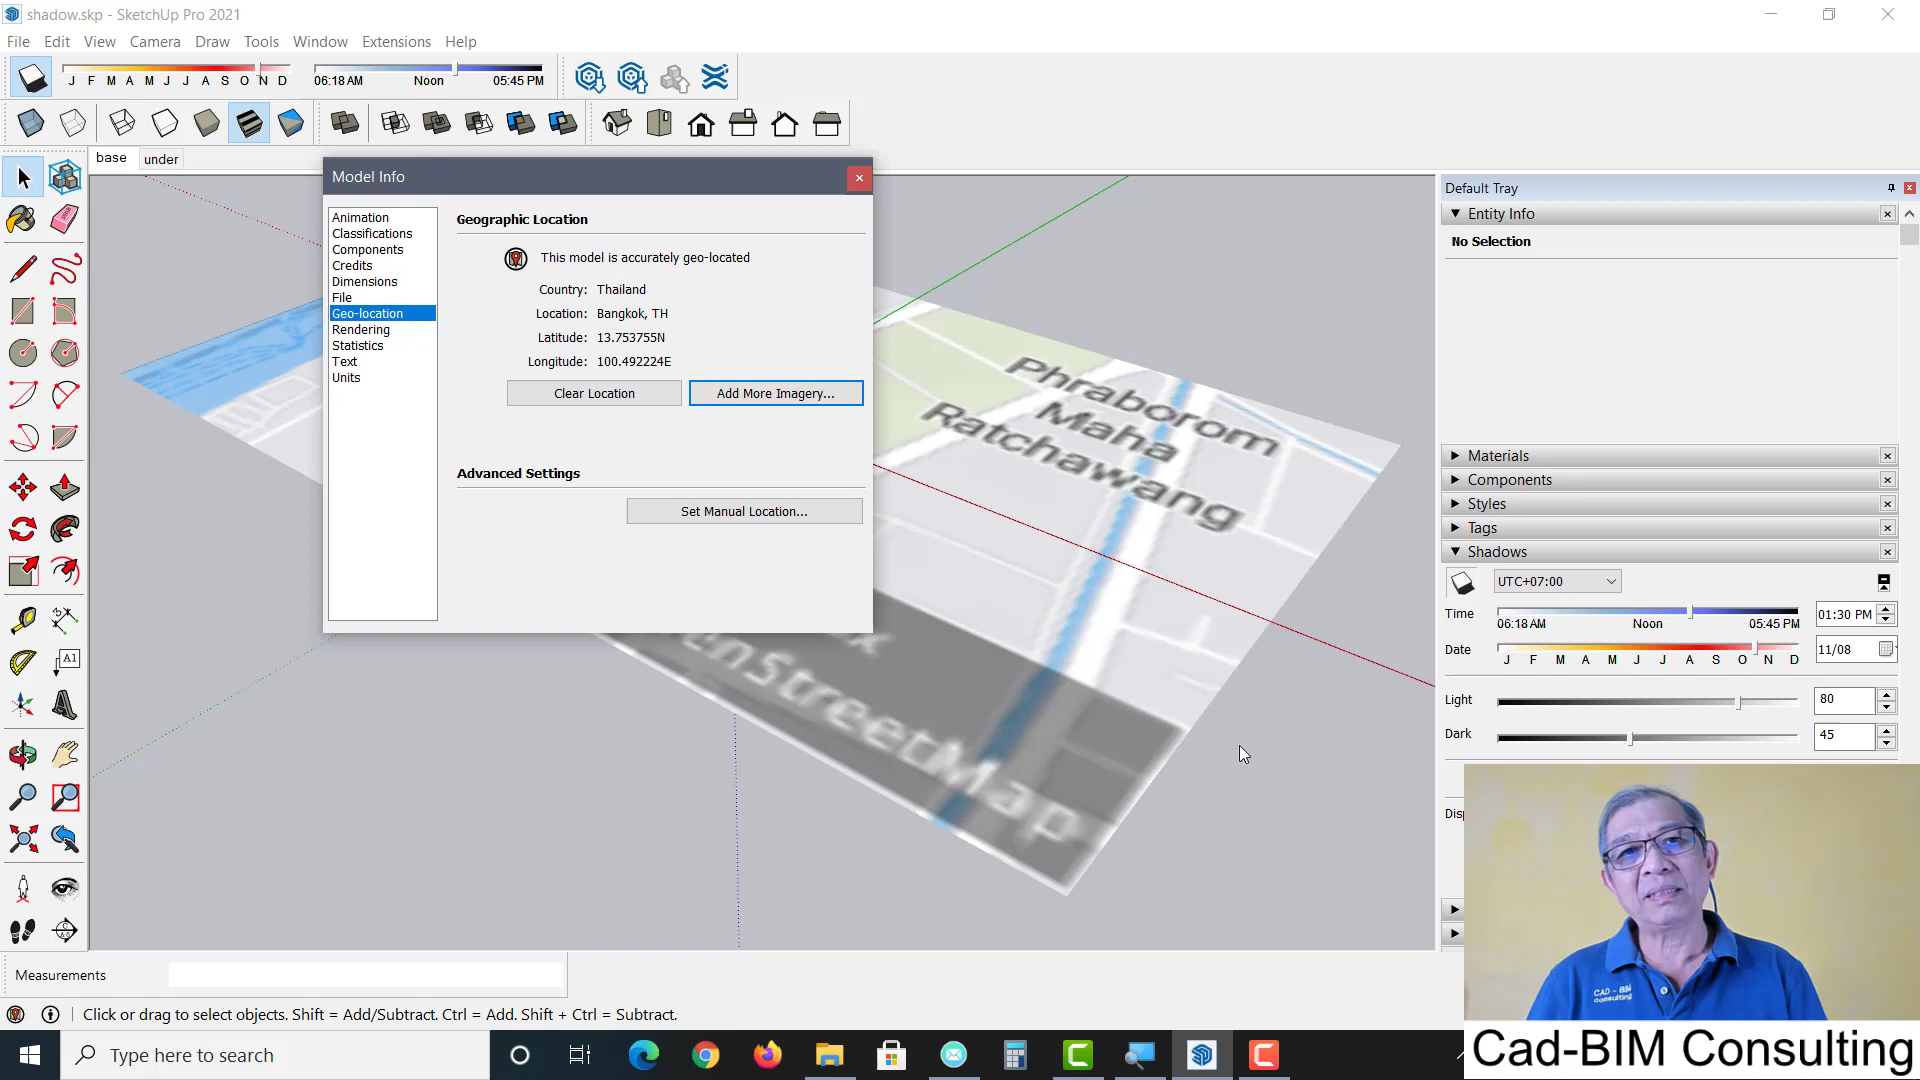 shadow.skp - SketchUp Pro 2021
File Edit View Camera Draw Tools Window Extensions Help
J F M A M J J A S O N D
06:18 AM Noon 05:45 PM
base under
Model Info
Animation
Classifications
Components
Credits
Dimensions
File
Geo-location
Rendering
Statistics
Text
Units
Geographic Location
This model is accurately geo-located
Country: Thailand
Location: Bangkok, TH
Latitude: 13.753755N
Longitude: 100.492224E
Clear Location Add More Imagery...
Advanced Settings
Set Manual Location...
Phraborom
Maha
Ratchawang
enStreetMap
Default Tray
Entity Info
No Selection
Materials
Components
Styles
Tags
Shadows
UTC+07:00
Time 06:18 AM Noon 05:45 PM 01:30 PM
Date J F M A M J J A S O N D 11/08
Light 80
Dark 45
Disp
A1
CAD - BIM
consulting
Measurements
Click or drag to select objects. Shift = Add/Subtract. Ctrl = Add. Shift + Ctrl = Subtract.
Type here to search
Cad-BIM Consulting